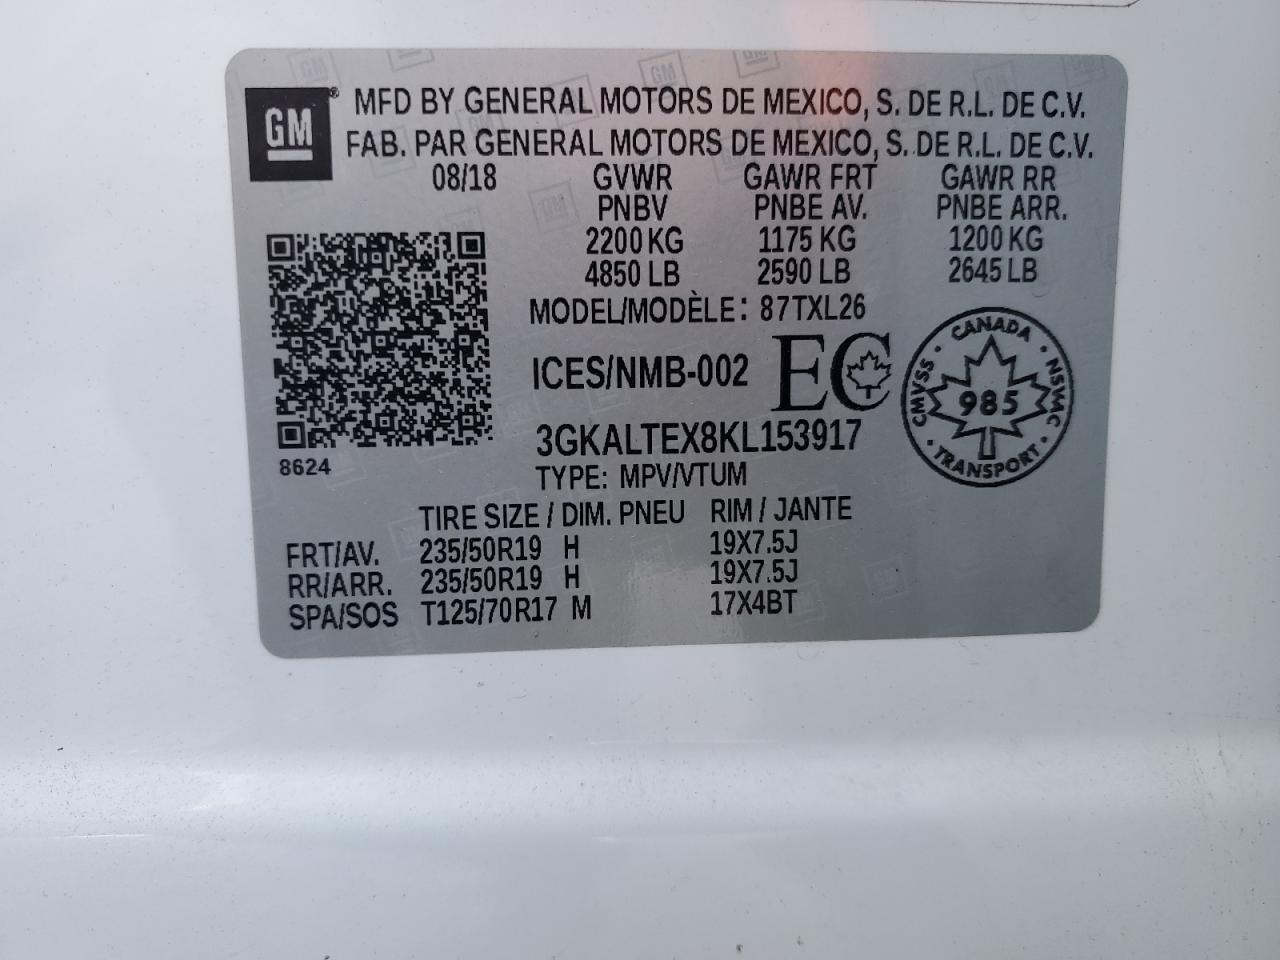 GM® MFD BY GENERAL MOTORS DE MEXICO, S. DE R.L. DE C.V.
FAB. PAR GENERAL MOTORS DE MEXICO, S. DE R.L. DE C.V.
08/18 GVWR GAWR FRT GAWR RR
PNBV PNBE AV. PNBE ARR.
2200 KG 1175 KG 1200 KG
4850 LB 2590 LB 2645 LB
MODEL/MODÈLE: 87TXL26
ICES/NMB-002 EC
CANADA · NSVAC · TRANSPORT · CMVSS ·
985
3GKALTEX8KL153917
8624
TYPE: MPV/VTUM
TIRE SIZE / DIM. PNEU RIM / JANTE
FRT/AV. 235/50R19 H 19X7.5J
RR/ARR. 235/50R19 H 19X7.5J
SPA/SOS T125/70R17 M 17X4BT